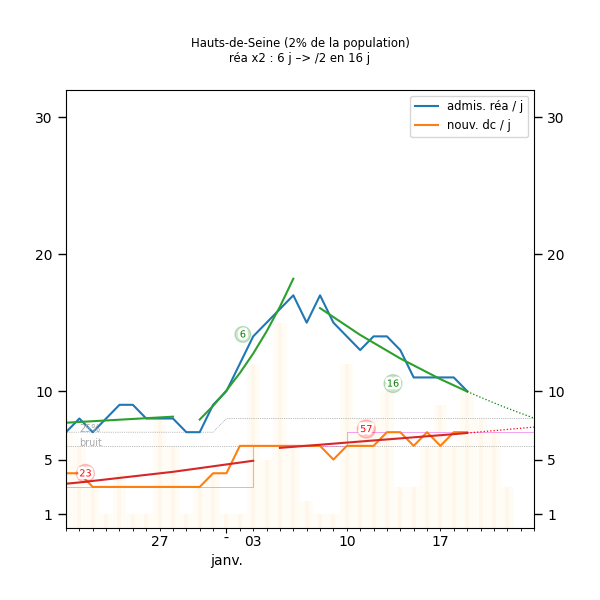 Hauts-de-Seine (2% de la population)
réa x2 : 6 j –> /2 en 16 j
admis. réa / j
nouv. dc / j
30 30
20 20
6
16
10 10
57
25%
bruit
5 5
23
1 1
27 - 03 10 17
janv.